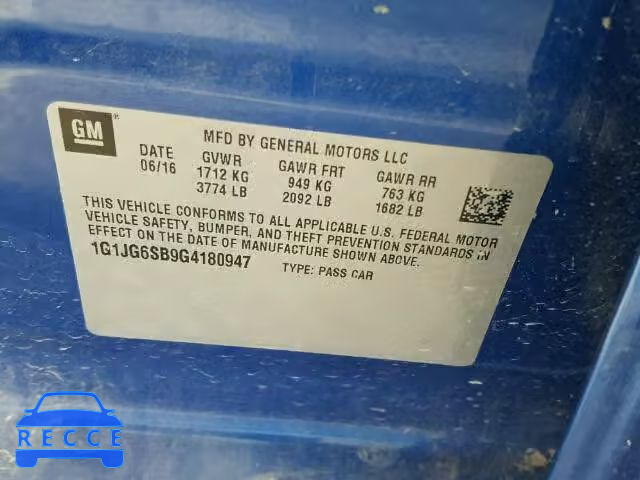 GM
®
MFD BY GENERAL MOTORS LLC
DATE GVWR GAWR FRT GAWR RR
06/16 1712 KG 949 KG 763 KG
3774 LB 2092 LB 1682 LB
THIS VEHICLE CONFORMS TO ALL APPLICABLE U.S. FEDERAL MOTOR
VEHICLE SAFETY, BUMPER, AND THEFT PREVENTION STANDARDS IN
EFFECT ON THE DATE OF MANUFACTURE SHOWN ABOVE.
1G1JG6SB9G4180947 TYPE: PASS CAR
RECCE